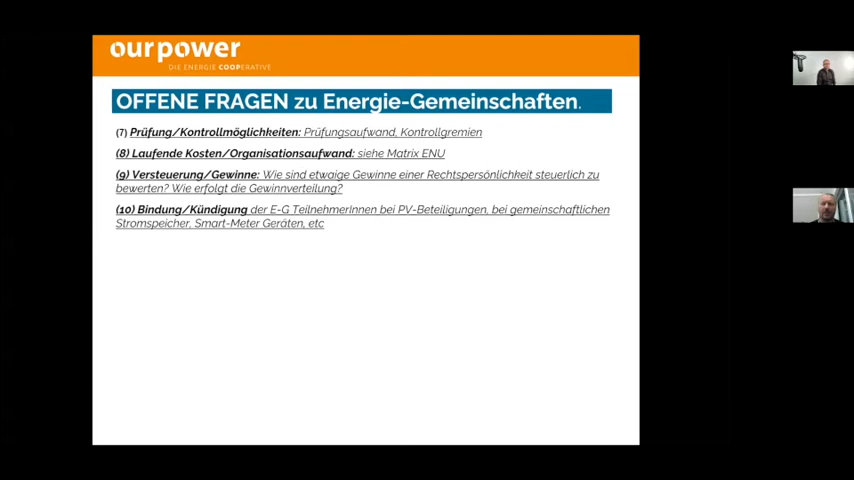 ourpower
DIE ENERGIE COOPERATIVE
OFFENE FRAGEN zu Energie-Gemeinschaften.
(7) Prüfung/Kontrollmöglichkeiten: Prüfungsaufwand, Kontrollgremien
(8) Laufende Kosten/Organisationsaufwand: siehe Matrix ENU
(9) Versteuerung/Gewinne: Wie sind etwaige Gewinne einer Rechtspersönlichkeit steuerlich zu
bewerten? Wie erfolgt die Gewinnverteilung?
(10) Bindung/Kündigung der E-G TeilnehmerInnen bei PV-Beteiligungen, bei gemeinschaftlichen
Stromspeicher, Smart-Meter Geräten, etc